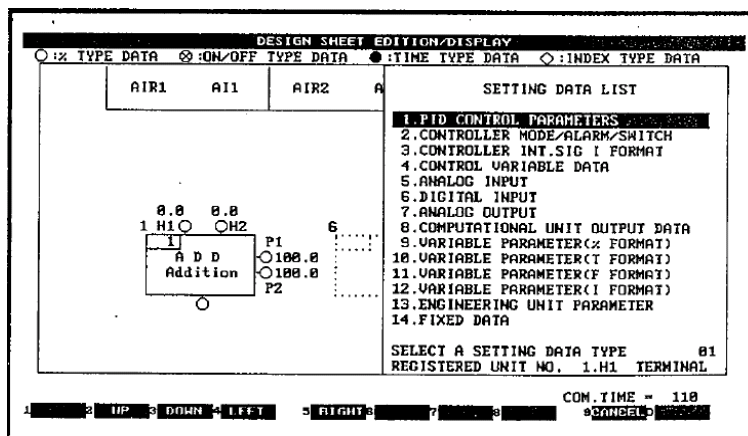 DESIGN SHEET EDITION/DISPLAY
:% TYPE DATA :ON/OFF TYPE DATA :TIME TYPE DATA :INDEX TYPE DATA
AIR1 AI1 AIR2 A
SETTING DATA LIST
1.PID CONTROL PARAMETERS
2.CONTROLLER MODE/ALARM/SWITCH
3.CONTROLLER INT.SIG I FORMAT
4.CONTROL VARIABLE DATA
5.ANALOG INPUT
6.DIGITAL INPUT
7.ANALOG OUTPUT
8.COMPUTATIONAL UNIT OUTPUT DATA
9.VARIABLE PARAMETER(% FORMAT)
10.VARIABLE PARAMETER(T FORMAT)
11.VARIABLE PARAMETER(F FORMAT)
12.VARIABLE PARAMETER(I FORMAT)
13.ENGINEERING UNIT PARAMETER
14.FIXED DATA
SELECT A SETTING DATA TYPE 01
REGISTERED UNIT NO. 1.H1 TERMINAL
0.0 0.0
1 H1 H2 6
1 P1
A D D 100.0
Addition 100.0
P2
COM.TIME = 110
1 2 UP 3 DOWN 4 LEFT 5 RIGHT 6 7 8 9 CANCEL 0